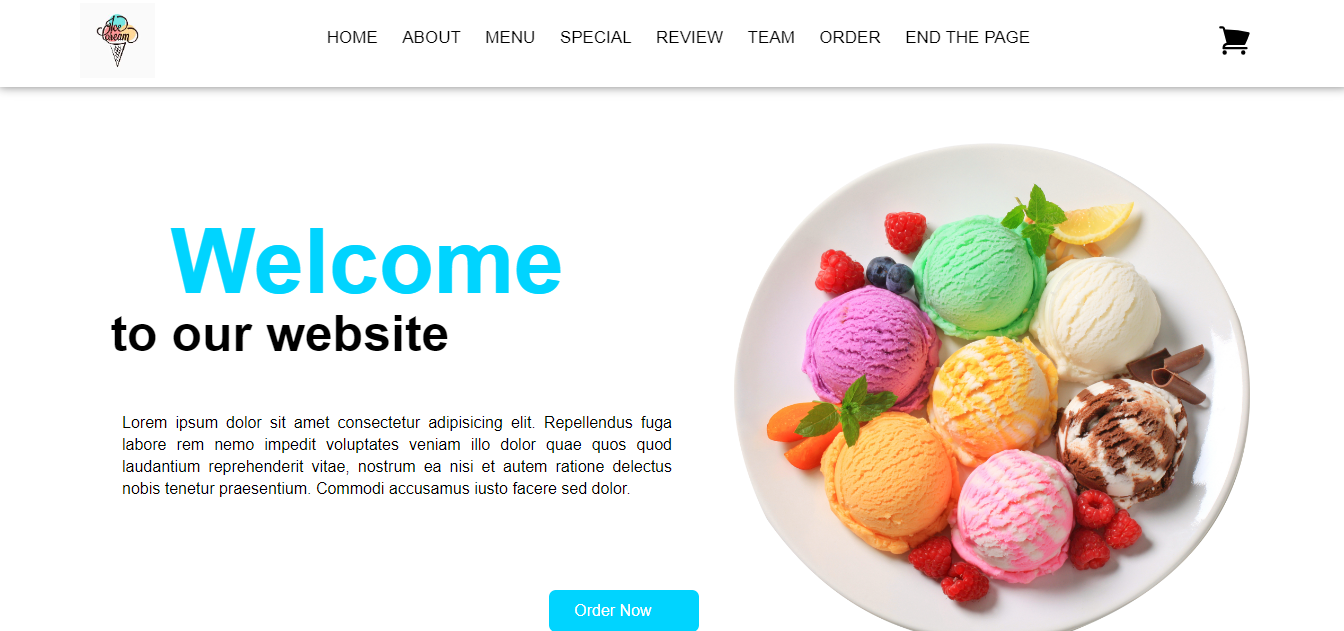 Ice
Cream
HOME ABOUT MENU SPECIAL REVIEW TEAM ORDER END THE PAGE
Welcome
to our website
Lorem ipsum dolor sit amet consectetur adipisicing elit. Repellendus fuga
labore rem nemo impedit voluptates veniam illo dolor quae quos quod
laudantium reprehenderit vitae, nostrum ea nisi et autem ratione delectus
nobis tenetur praesentium. Commodi accusamus iusto facere sed dolor.
Order Now